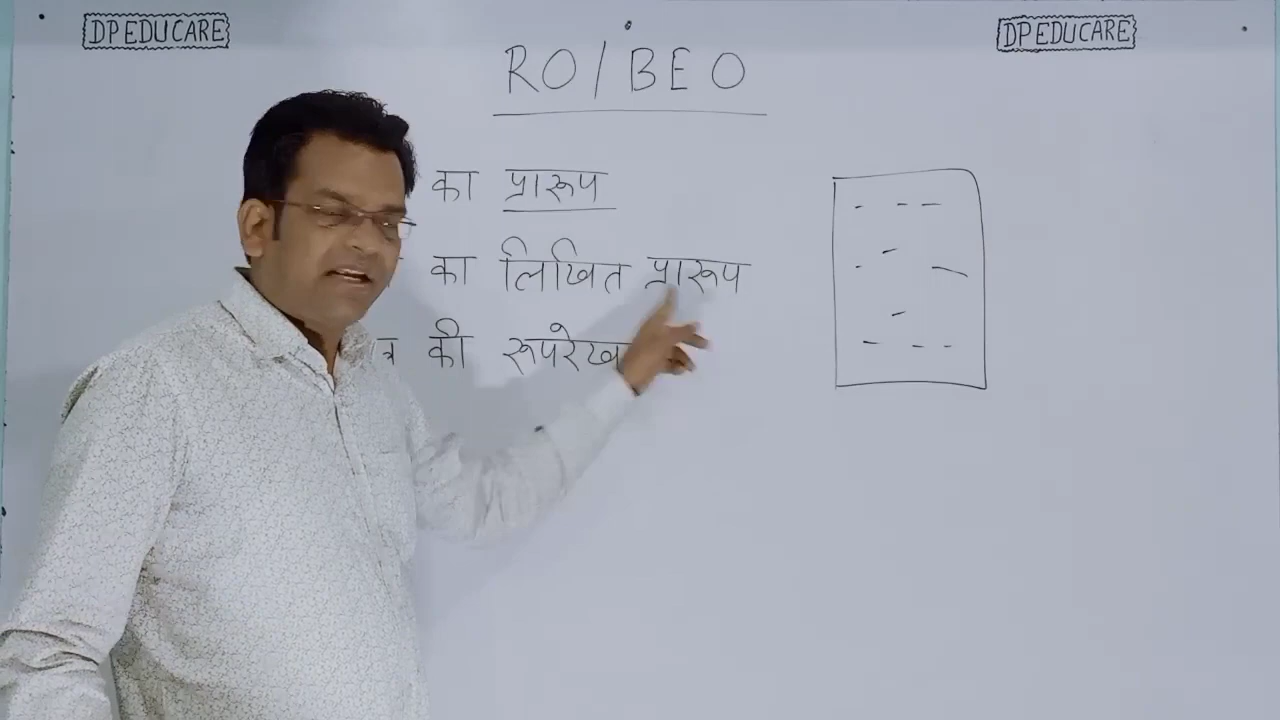 DP EDUCARE
DP EDUCARE
RO / BEO
का प्रारूप
का लिखित प्रारूप
की रूपरेख